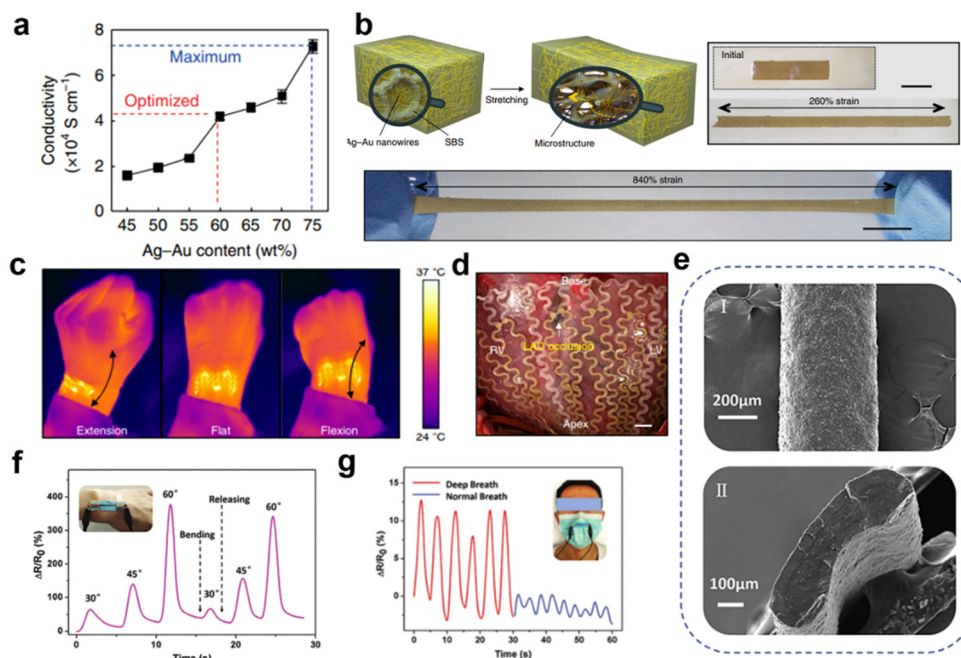 a
8
6
4
2
0
Conductivity
(×10⁴ S cm⁻¹)
Maximum
Optimized
45 50 55 60 65 70 75
Ag–Au content (wt%)
b
Stretching
Ag–Au nanowires
SBS
Microstructure
Initial
260% strain
840% strain
c
Extension
Flat
Flexion
37 °C
24 °C
d
Base
LAD occlusion
RV
LV
Apex
e
I
200μm
II
100μm
f
400
300
200
100
0
ΔR/R₀ (%)
30°
45°
60°
Bending
Releasing
30°
45°
60°
0 10 20 30
Time (s)
g
15
10
5
0
ΔR/R₀ (%)
Deep Breath
Normal Breath
0 10 20 30 40 50 60
Time (s)